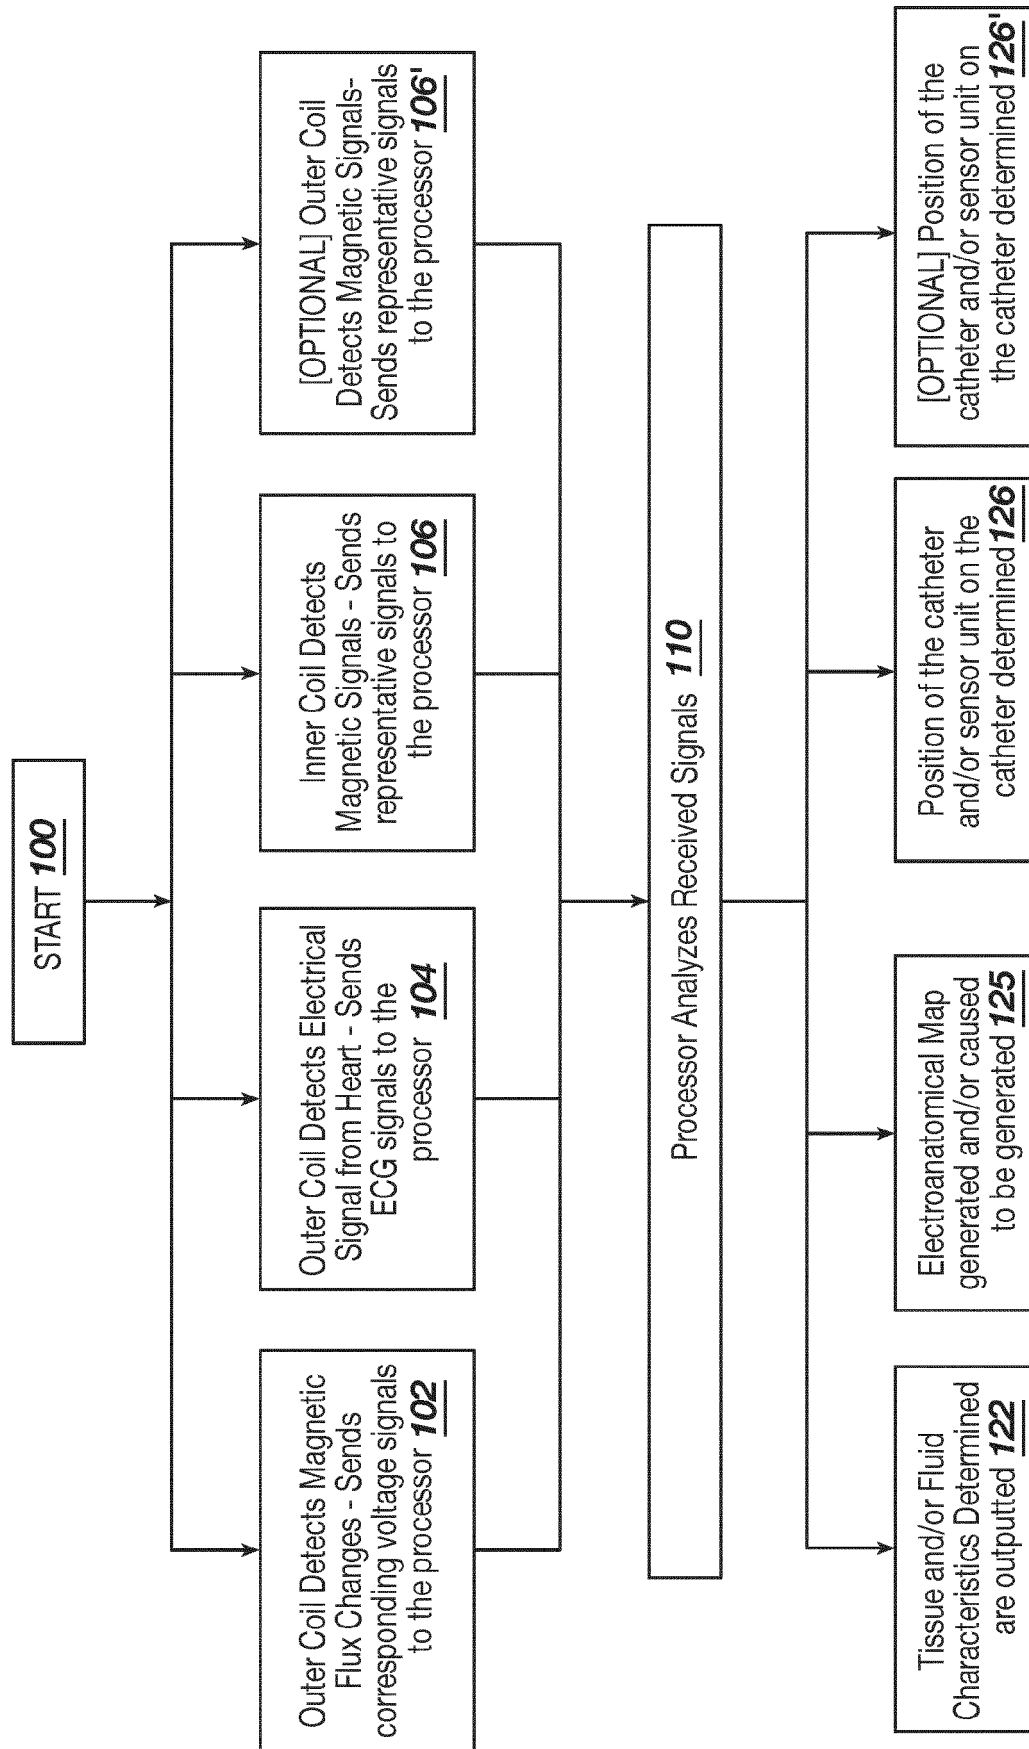 START 100
Outer Coil Detects Magnetic
Flux Changes - Sends
corresponding voltage signals
to the processor 102
Outer Coil Detects Electrical
Signal from Heart - Sends
ECG signals to the
processor 104
Inner Coil Detects
Magnetic Signals - Sends
representative signals to
the processor 106
[OPTIONAL] Outer Coil
Detects Magnetic Signals-
Sends representative signals
to the processor 106'
Processor Analyzes Received Signals 110
Tissue and/or Fluid
Characteristics Determined
are outputted 122
Electroanatomical Map
generated and/or caused
to be generated 125
Position of the catheter
and/or sensor unit on the
catheter determined 126
[OPTIONAL] Position of the
catheter and/or sensor unit on
the catheter determined 126'